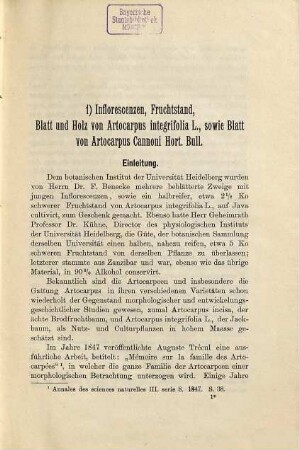 Bayerische
Staatsbibliothek
MÜNCHEN
1) Inflorescenzen, Fruchtstand,
Blatt und Holz von Artocarpus integrifolia L., sowie Blatt
von Artocarpus Cannoni Hort. Bull.
Einleitung.
Dem botanischen Institut der Universität Heidelberg wurden
von Herrn Dr. F. Benecke mehrere beblätterte Zweige mit
jungen Inflorescenzen, sowie ein halbreifer, etwa 2½ Ko
schwerer Fruchtstand von Artocarpus integrifolia L., auf Java
cultivirt, zum Geschenk gemacht. Ebenso hatte Herr Geheimrath
Professor Dr. Kühne, Director des physiologischen Instituts
der Universität Heidelberg, die Güte, der botanischen Sammlung
derselben Universität einen halben, nahezu reifen, etwa 5 Ko
schweren Fruchtstand von derselben Pflanze zu überlassen;
letzterer stammte aus Zanzibar und war, ebenso wie das übrige
Material, in 90 % Alkohol conservirt.
Bekanntlich sind die Artocarpeen und insbesondere die
Gattung Artocarpus in ihren verschiedenen Varietäten schon
wiederholt der Gegenstand morphologischer und entwicklungs-
geschichtlicher Studien gewesen, zumal Artocarpus incisa, der
ächte Brodfruchtbaum, und Artocarpus integrifolia L., der Jack-
baum, als Nutz- und Culturpflanzen in hohem Maasse ge-
schätzt sind.
Im Jahre 1847 veröffentlichte Auguste Trécul eine aus-
führliche Arbeit, betitelt: „Mémoire sur la famille des Arto-
carpées" ¹, in welcher die ganze Familie der Artocarpeen einer
morphologischen Betrachtung unterzogen wird. Einige Jahre
¹ Annales des sciences naturelles III. serie 8. 1847. S. 38.
1*